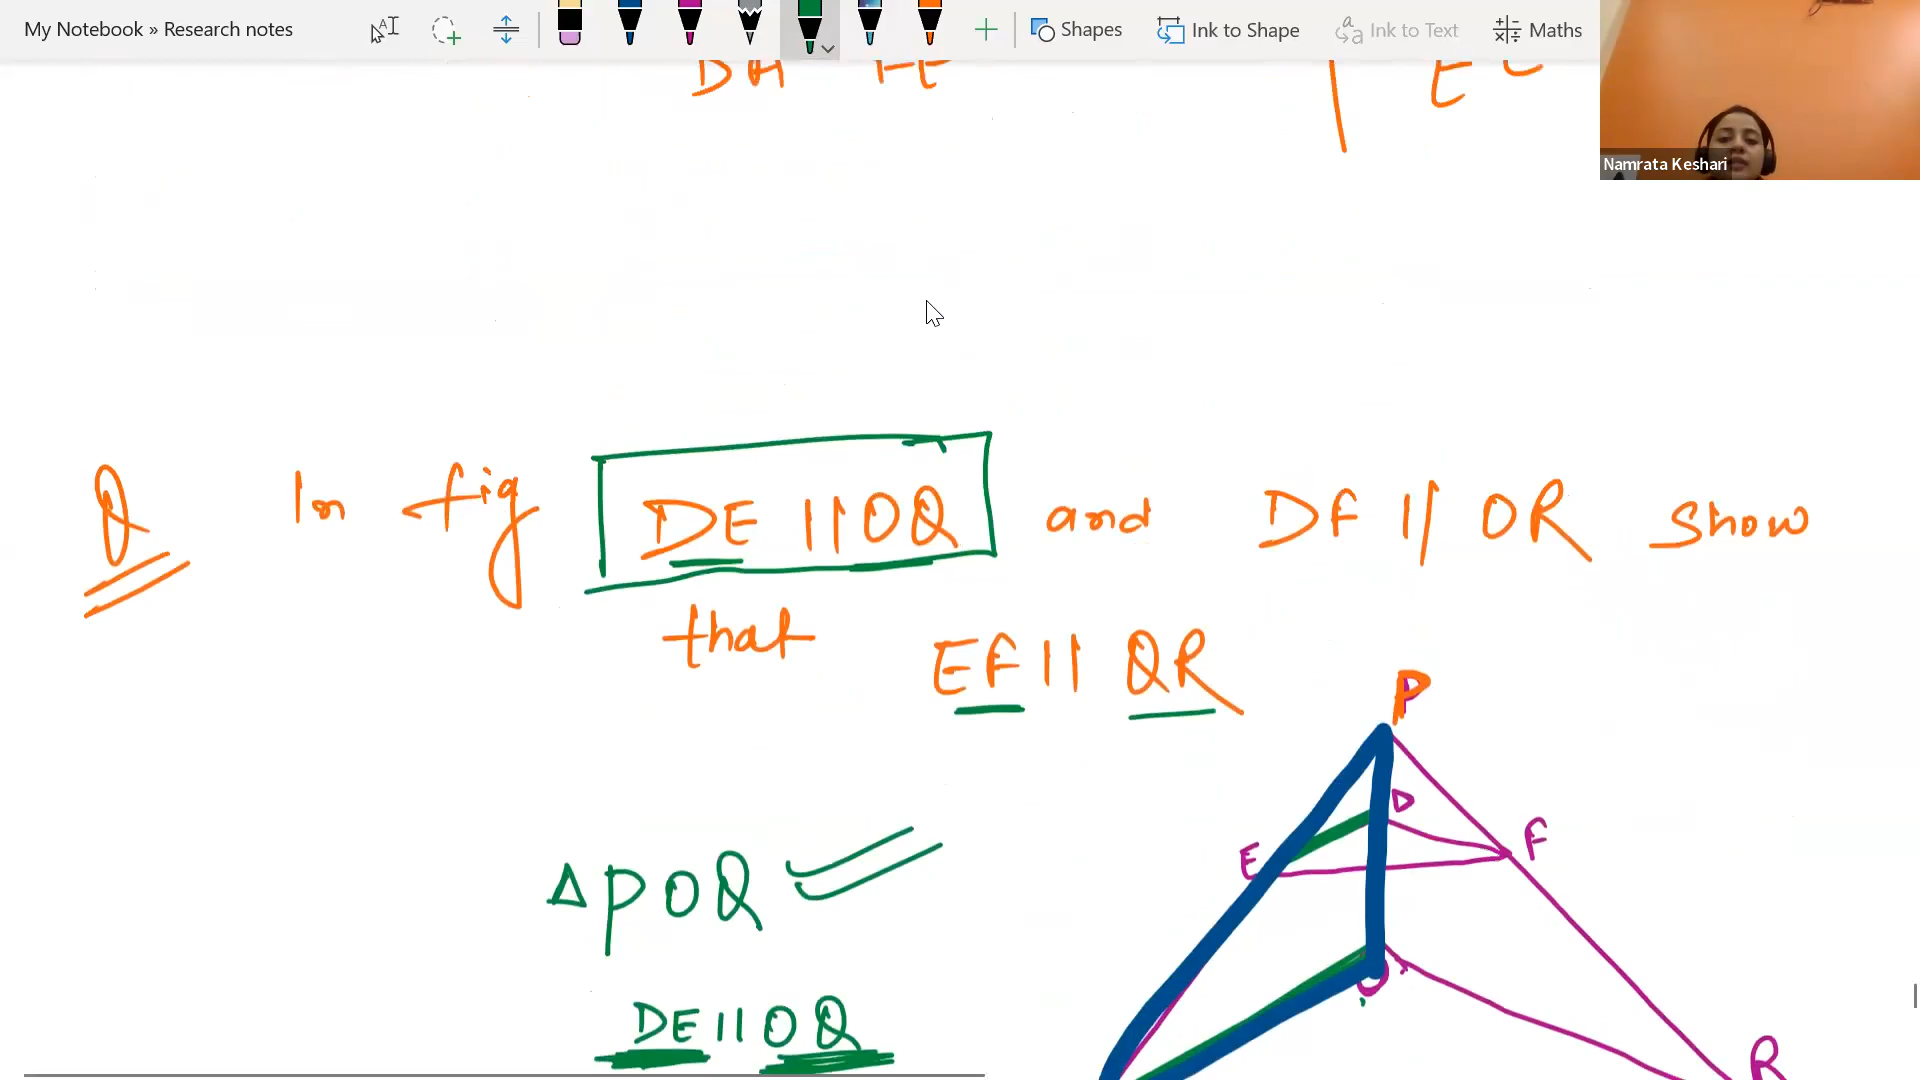 My Notebook » Research notes
Shapes
Ink to Shape
Ink to Text
Maths
Namrata Keshari
Q In fig DE || OQ and DF || OR Show
that EF || QR
P
D
E
F
Δ POQ
O
DE || OQ
R